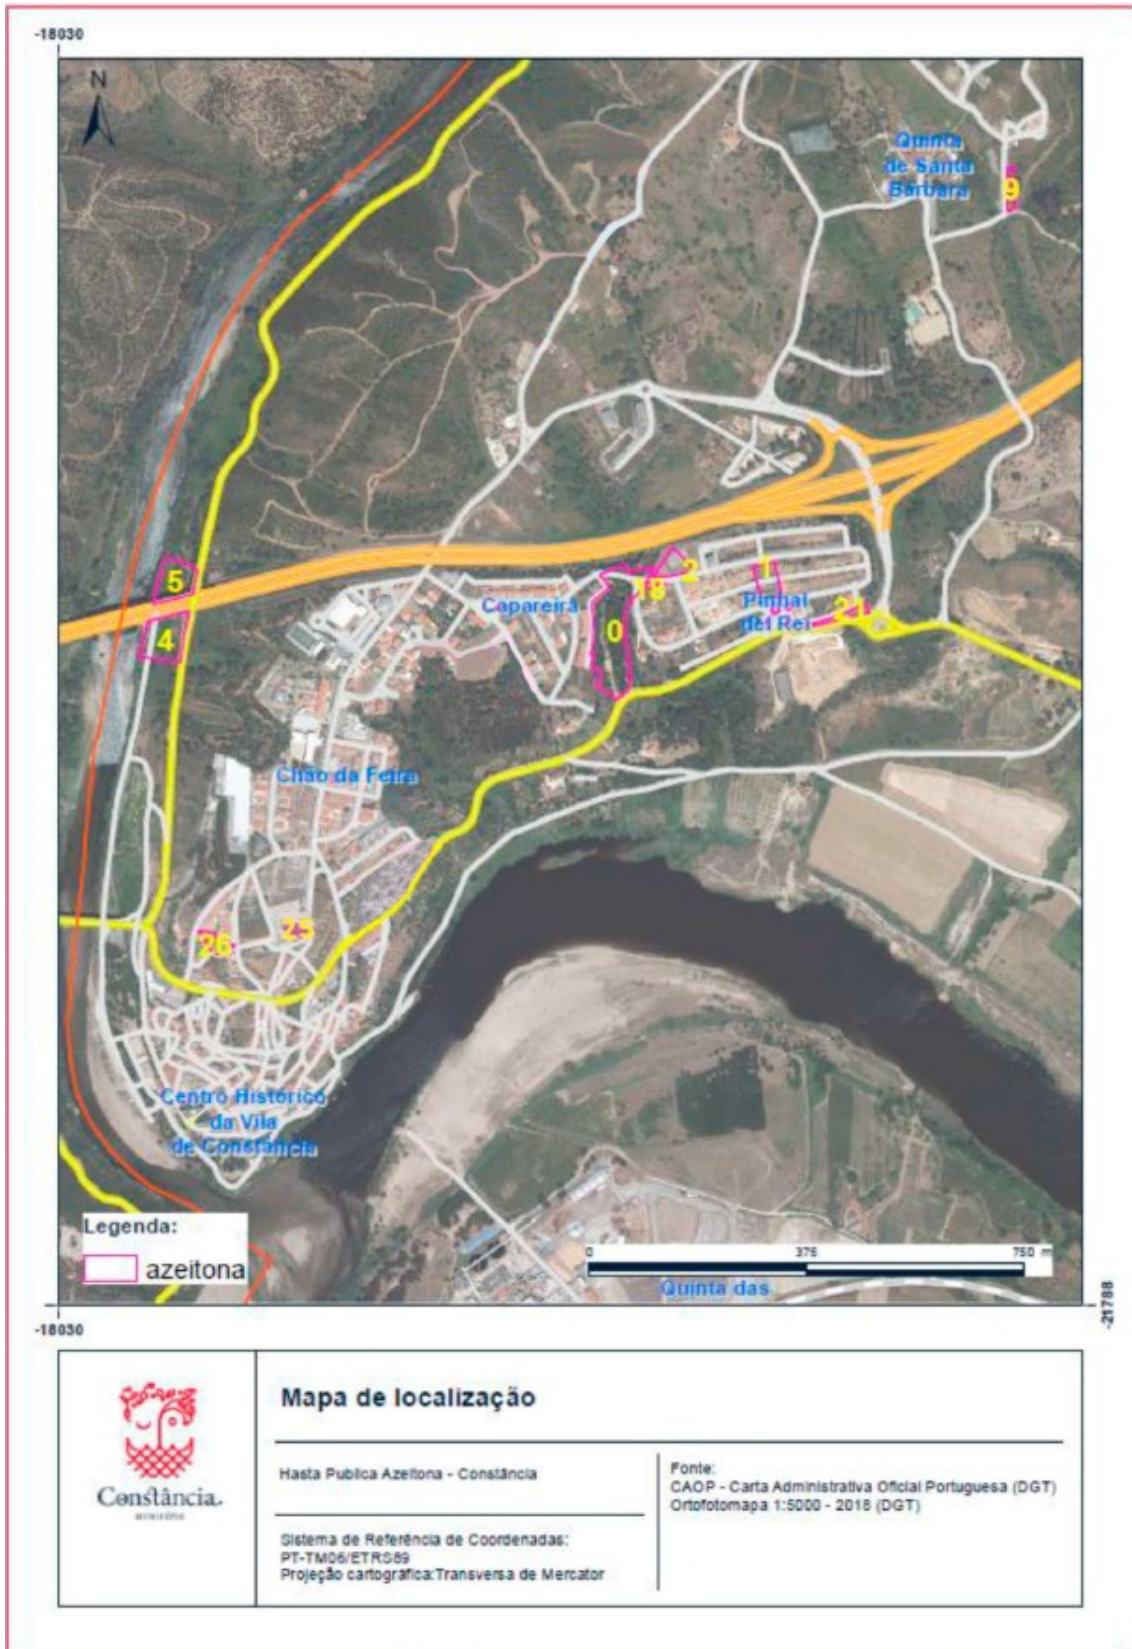 -18030
N
Quinta
de Santa
Bárbara
9
5
4
2
18
1
Capareira
0
Pinhal
del Rei
21
Chão da Feira
26
25
Centro Histórico
da Vila
de Constância
Legenda:
azeitona
0 375 750 m
Quinta das
-18030
-21788
Mapa de localização
Hasta Publica Azeitona - Constância
Sistema de Referência de Coordenadas:
PT-TM06/ETRS89
Projeção cartográfica:Transversa de Mercator
Fonte:
CAOP - Carta Administrativa Oficial Portuguesa (DGT)
Ortofotomapa 1:5000 - 2018 (DGT)
Constância.
MUNICÍPIO